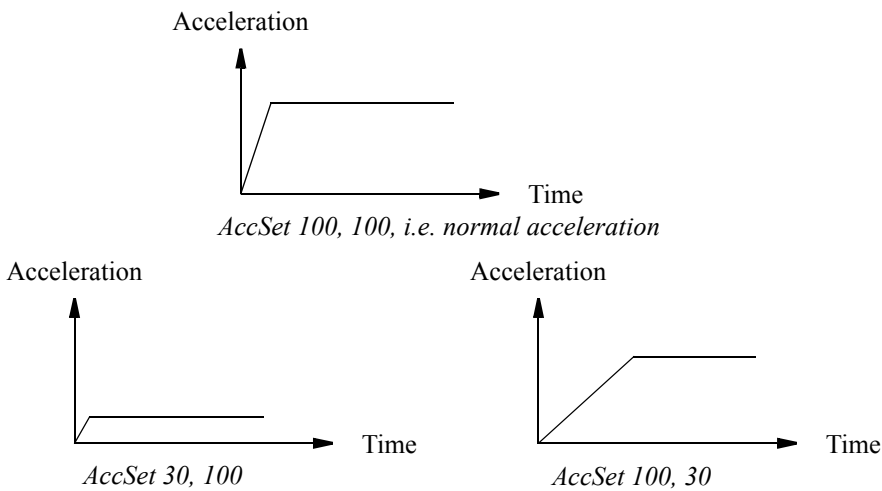 Acceleration
Time
AccSet 100, 100, i.e. normal acceleration
Acceleration
Time
AccSet 30, 100
Acceleration
Time
AccSet 100, 30